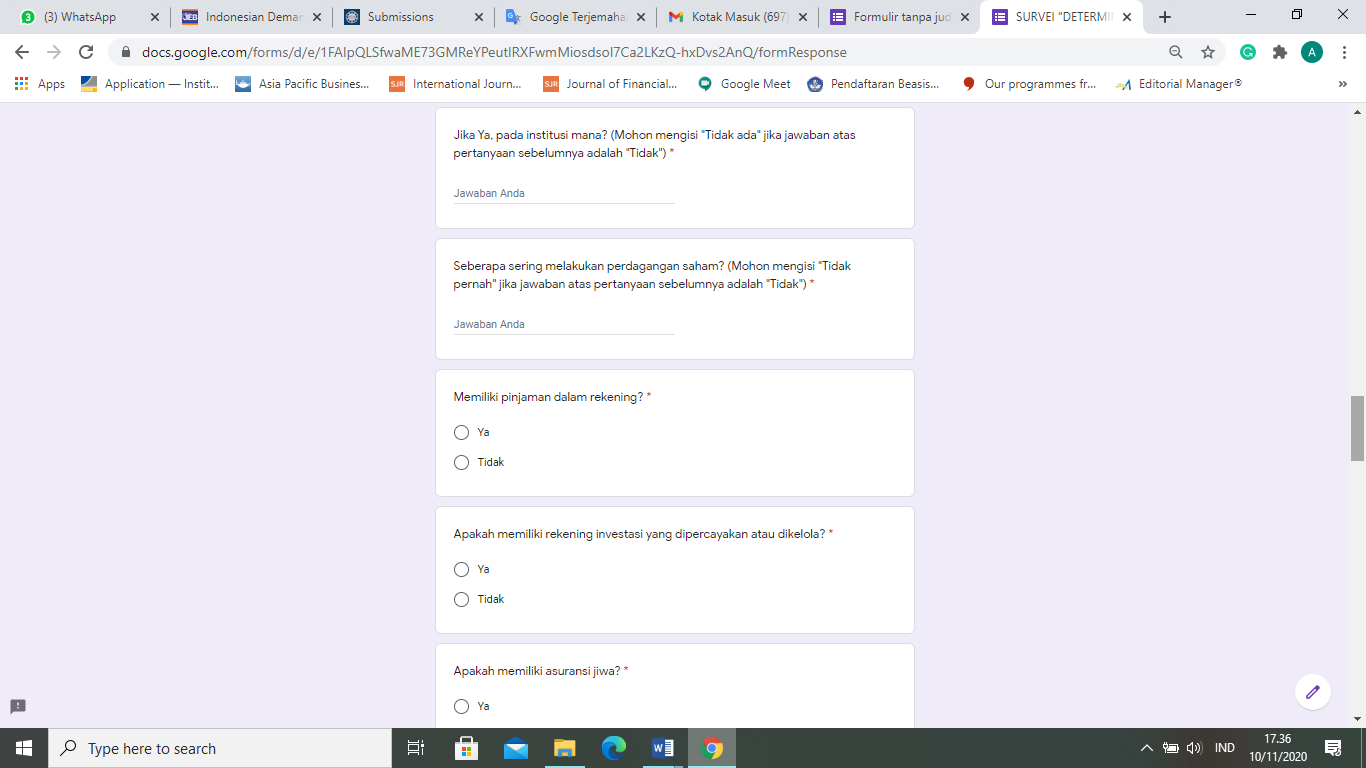 (3) WhatsApp
Indonesian Deman
Submissions
Google Terjemaha
Kotak Masuk (697)
Formulir tanpa jud
SURVEI "DETERMI
docs.google.com/forms/d/e/1FAIpQLSfwaME73GMReYPeutIRXFwmMiosdsol7Ca2LKzQ-hxDvs2AnQ/formResponse
A
Apps
Application — Instit...
Asia Pacific Busines...
SJR
International Journ...
SJR
Journal of Financial...
Google Meet
Pendaftaran Beasis...
Our programmes fr...
Editorial Manager®
»
Jika Ya, pada institusi mana? (Mohon mengisi "Tidak ada" jika jawaban atas
pertanyaan sebelumnya adalah "Tidak") *
Jawaban Anda
Seberapa sering melakukan perdagangan saham? (Mohon mengisi "Tidak
pernah" jika jawaban atas pertanyaan sebelumnya adalah "Tidak") *
Jawaban Anda
Memiliki pinjaman dalam rekening? *
Ya
Tidak
Apakah memiliki rekening investasi yang dipercayakan atau dikelola? *
Ya
Tidak
Apakah memiliki asuransi jiwa? *
Ya
Type here to search
IND
17.36
10/11/2020